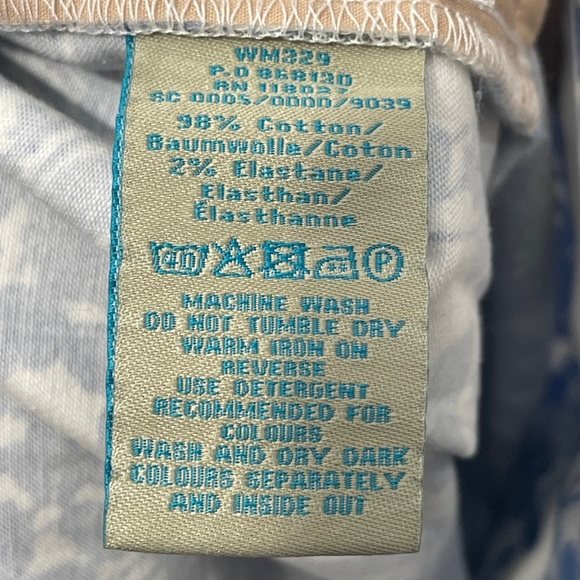 WM329
P.O 868130
RN 118027
SC 0005/0000/9039
98% Cotton/
Baumwolle/Coton
2% Elastane/
Elasthan/
Élasthanne
40 P
MACHINE WASH
DO NOT TUMBLE DRY
WARM IRON ON
REVERSE
USE DETERGENT
RECOMMENDED FOR
COLOURS
WASH AND DRY DARK
COLOURS SEPARATELY
AND INSIDE OUT